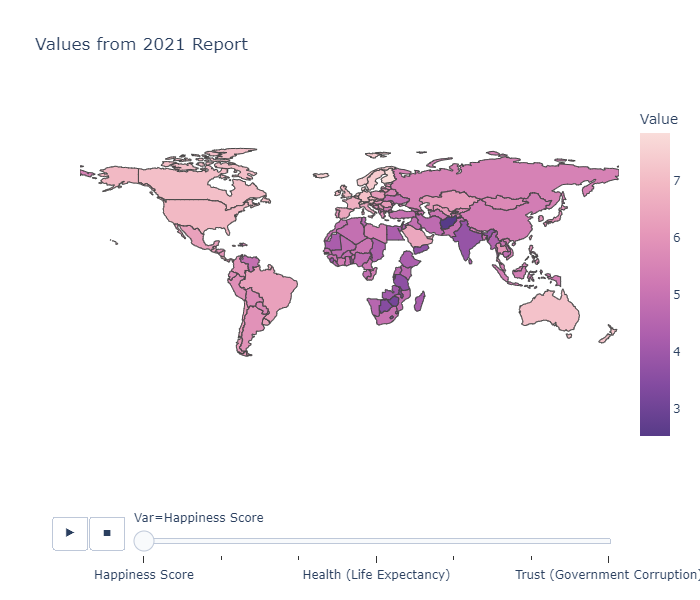 Values from 2021 Report
Value
7
6
5
4
3
Var=Happiness Score
Happiness Score
Health (Life Expectancy)
Trust (Government Corruption)